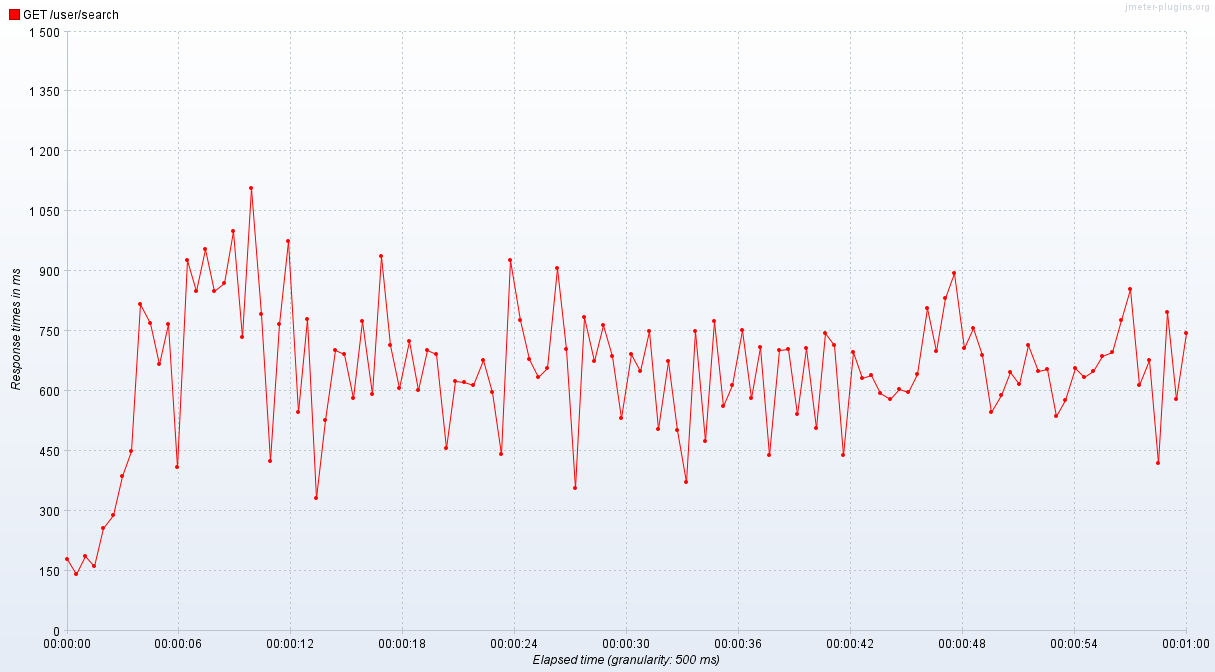 GET /user/search
jmeter-plugins.org
1 500
1 350
1 200
1 050
900
750
600
450
300
150
0
Response times in ms
00:00:00 00:00:06 00:00:12 00:00:18 00:00:24 00:00:30 00:00:36 00:00:42 00:00:48 00:00:54 00:01:00
Elapsed time (granularity: 500 ms)